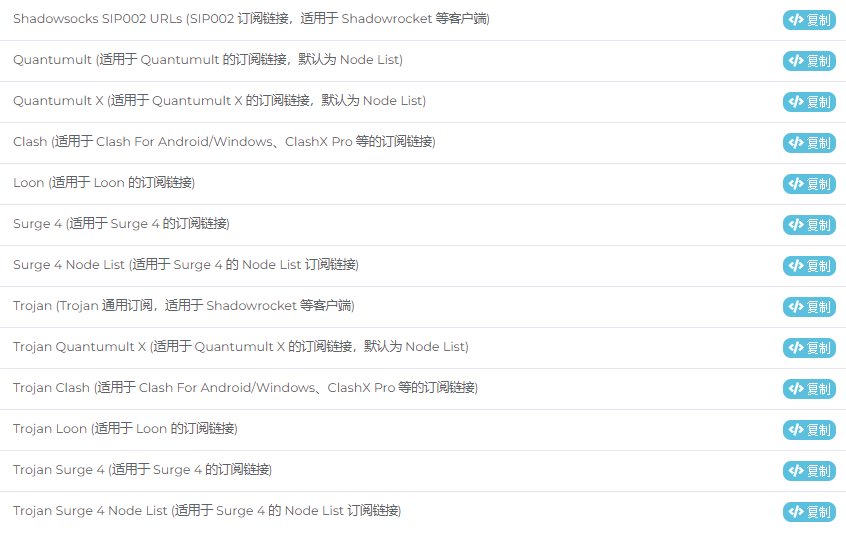 Shadowsocks SIP002 URLs (SIP002 订阅链接，适用于 Shadowrocket 等客户端) 复制
Quantumult (适用于 Quantumult 的订阅链接，默认为 Node List) 复制
Quantumult X (适用于 Quantumult X 的订阅链接，默认为 Node List) 复制
Clash (适用于 Clash For Android/Windows、ClashX Pro 等的订阅链接) 复制
Loon (适用于 Loon 的订阅链接) 复制
Surge 4 (适用于 Surge 4 的订阅链接) 复制
Surge 4 Node List (适用于 Surge 4 的 Node List 订阅链接) 复制
Trojan (Trojan 通用订阅，适用于 Shadowrocket 等客户端) 复制
Trojan Quantumult X (适用于 Quantumult X 的订阅链接，默认为 Node List) 复制
Trojan Clash (适用于 Clash For Android/Windows、ClashX Pro 等的订阅链接) 复制
Trojan Loon (适用于 Loon 的订阅链接) 复制
Trojan Surge 4 (适用于 Surge 4 的订阅链接) 复制
Trojan Surge 4 Node List (适用于 Surge 4 的 Node List 订阅链接) 复制